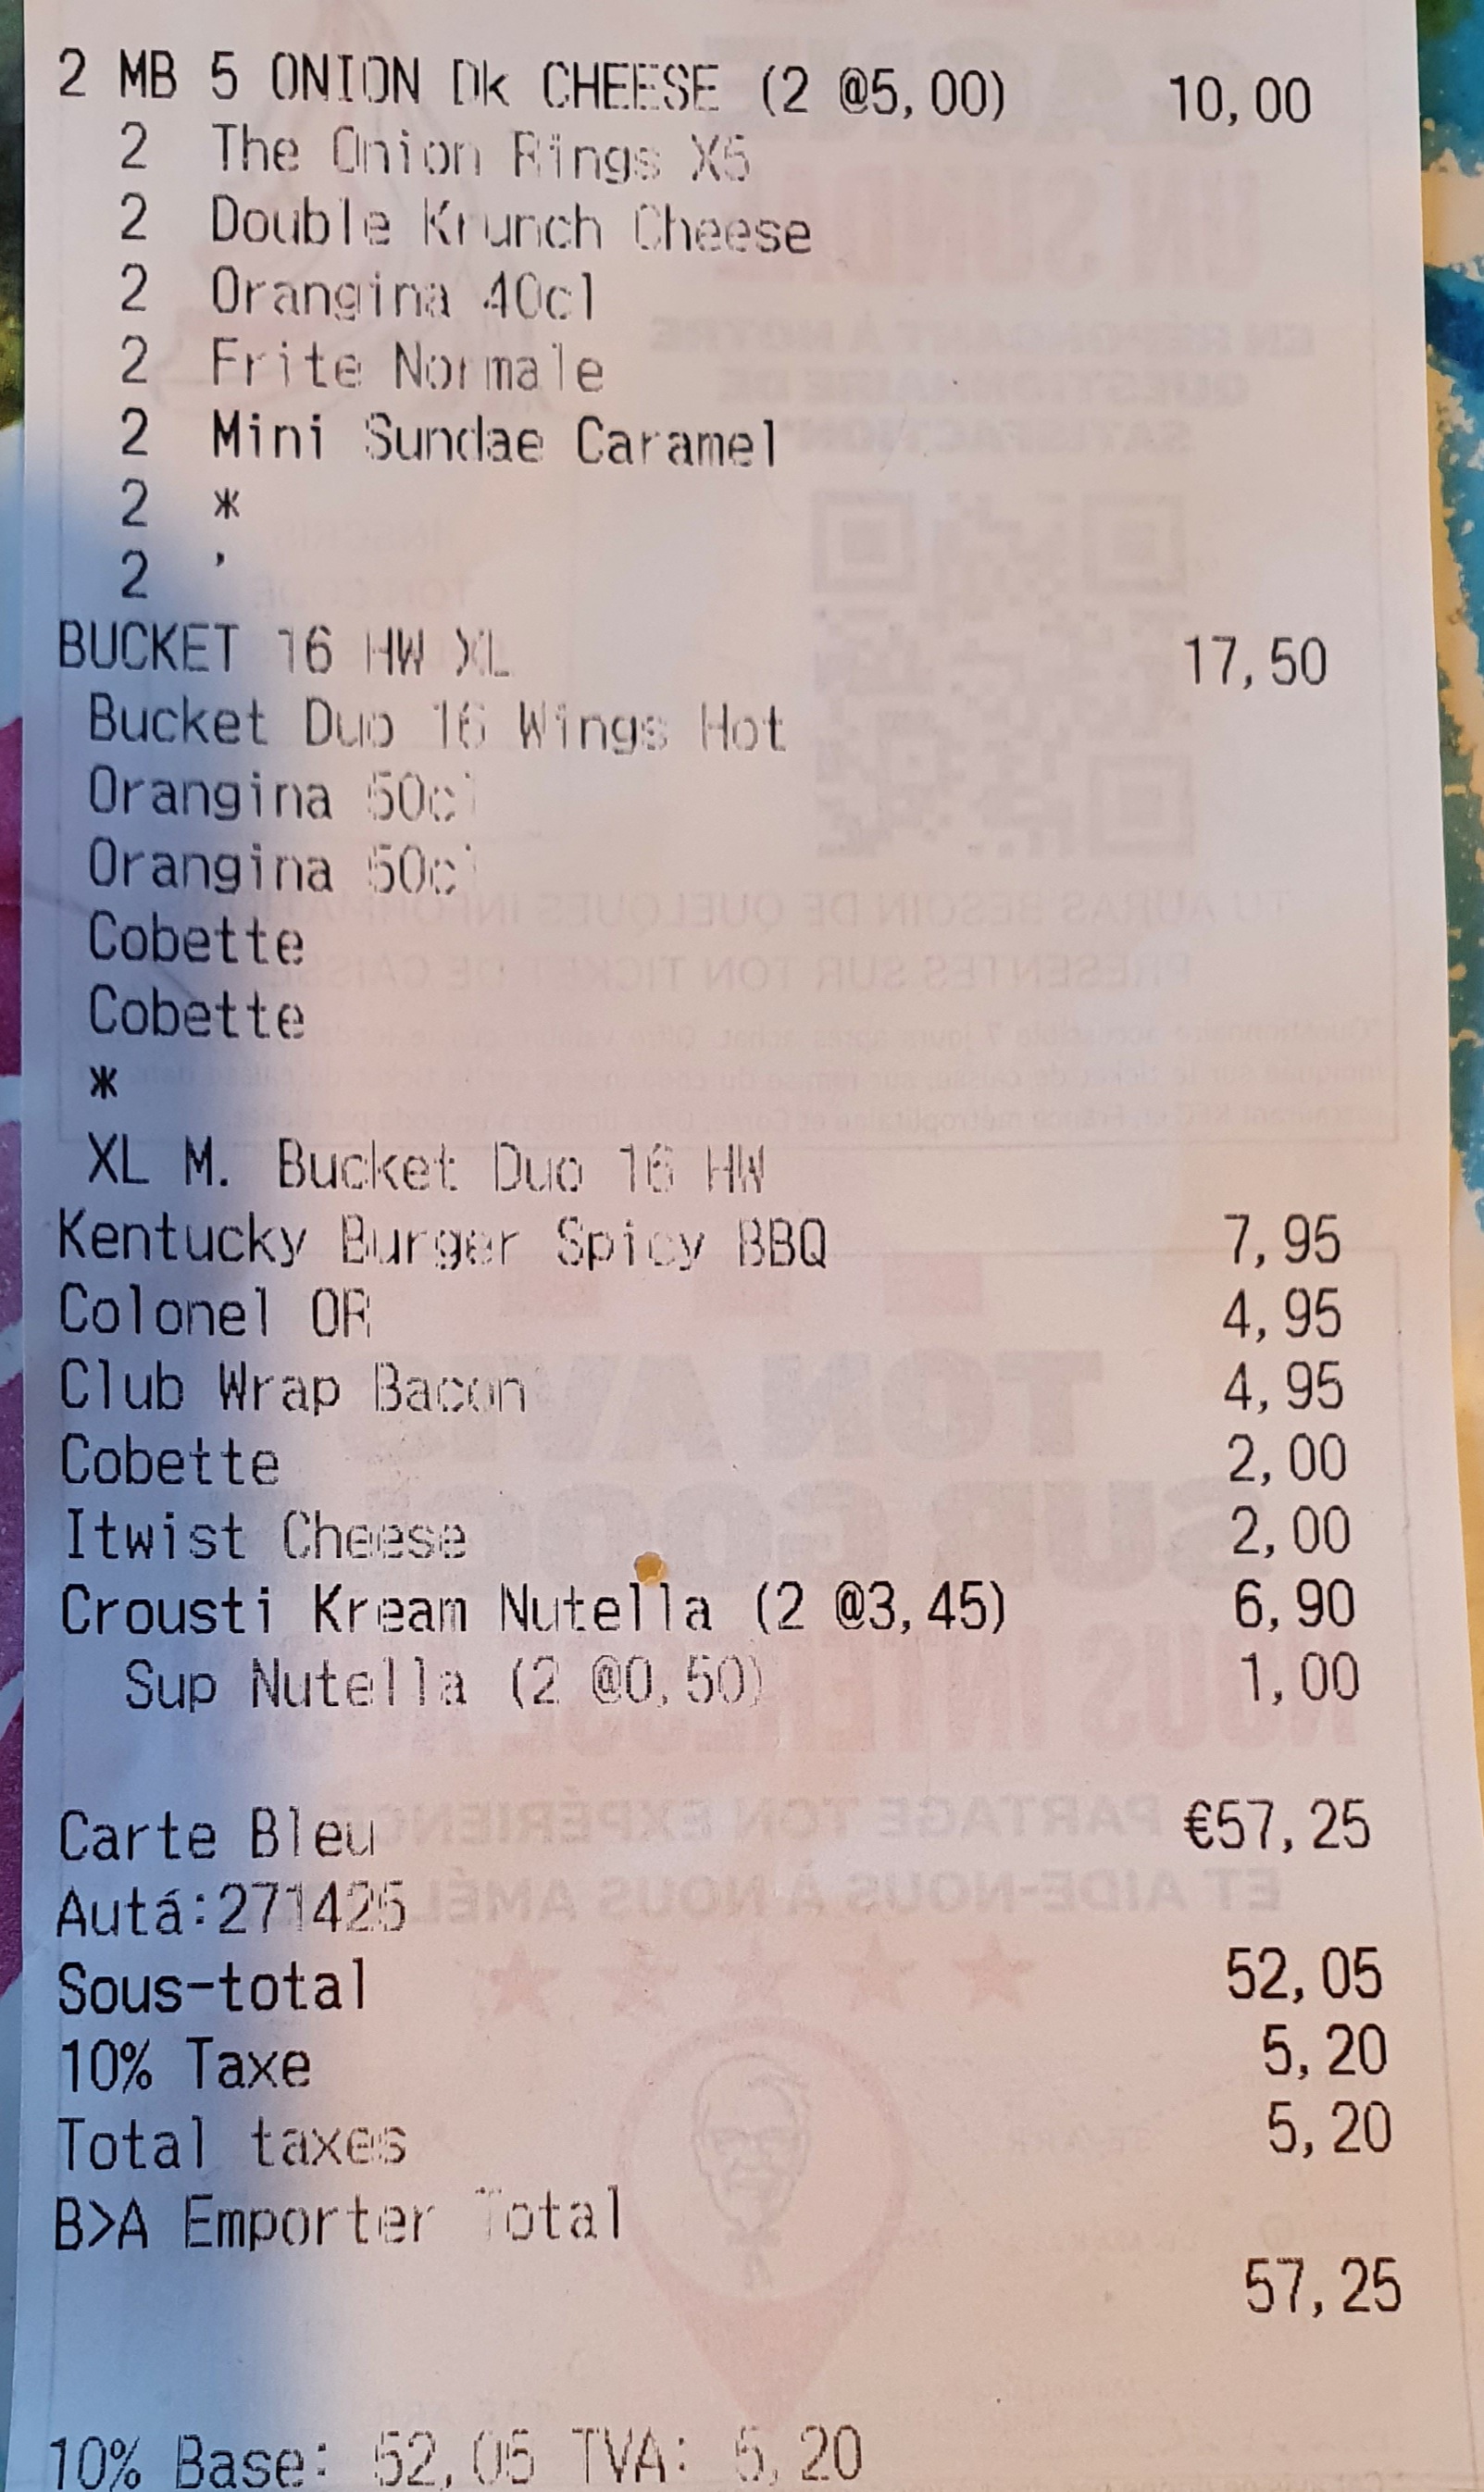 2 MB 5 ONION Dk CHEESE (2 @5,00) 10,00
2 The Onion Rings X5
2 Double Krunch Cheese
2 Orangina 40cl
2 Frite Normale
2 Mini Sundae Caramel
2 *
2 '
BUCKET 16 HW XL 17,50
Bucket Duo 16 Wings Hot
Orangina 50cl
Orangina 50cl
Cobette
Cobette
*
XL M. Bucket Duo 16 HW
Kentucky Burger Spicy BBQ 7,95
Colonel OR 4,95
Club Wrap Bacon 4,95
Cobette 2,00
Itwist Cheese 2,00
Crousti Kream Nutella (2 @3,45) 6,90
Sup Nutella (2 @0,50) 1,00
Carte Bleu €57,25
Autá:271425
Sous-total 52,05
10% Taxe 5,20
Total taxes 5,20
B>A Emporter Total
57,25
10% Base: 52,05 TVA: 5,20